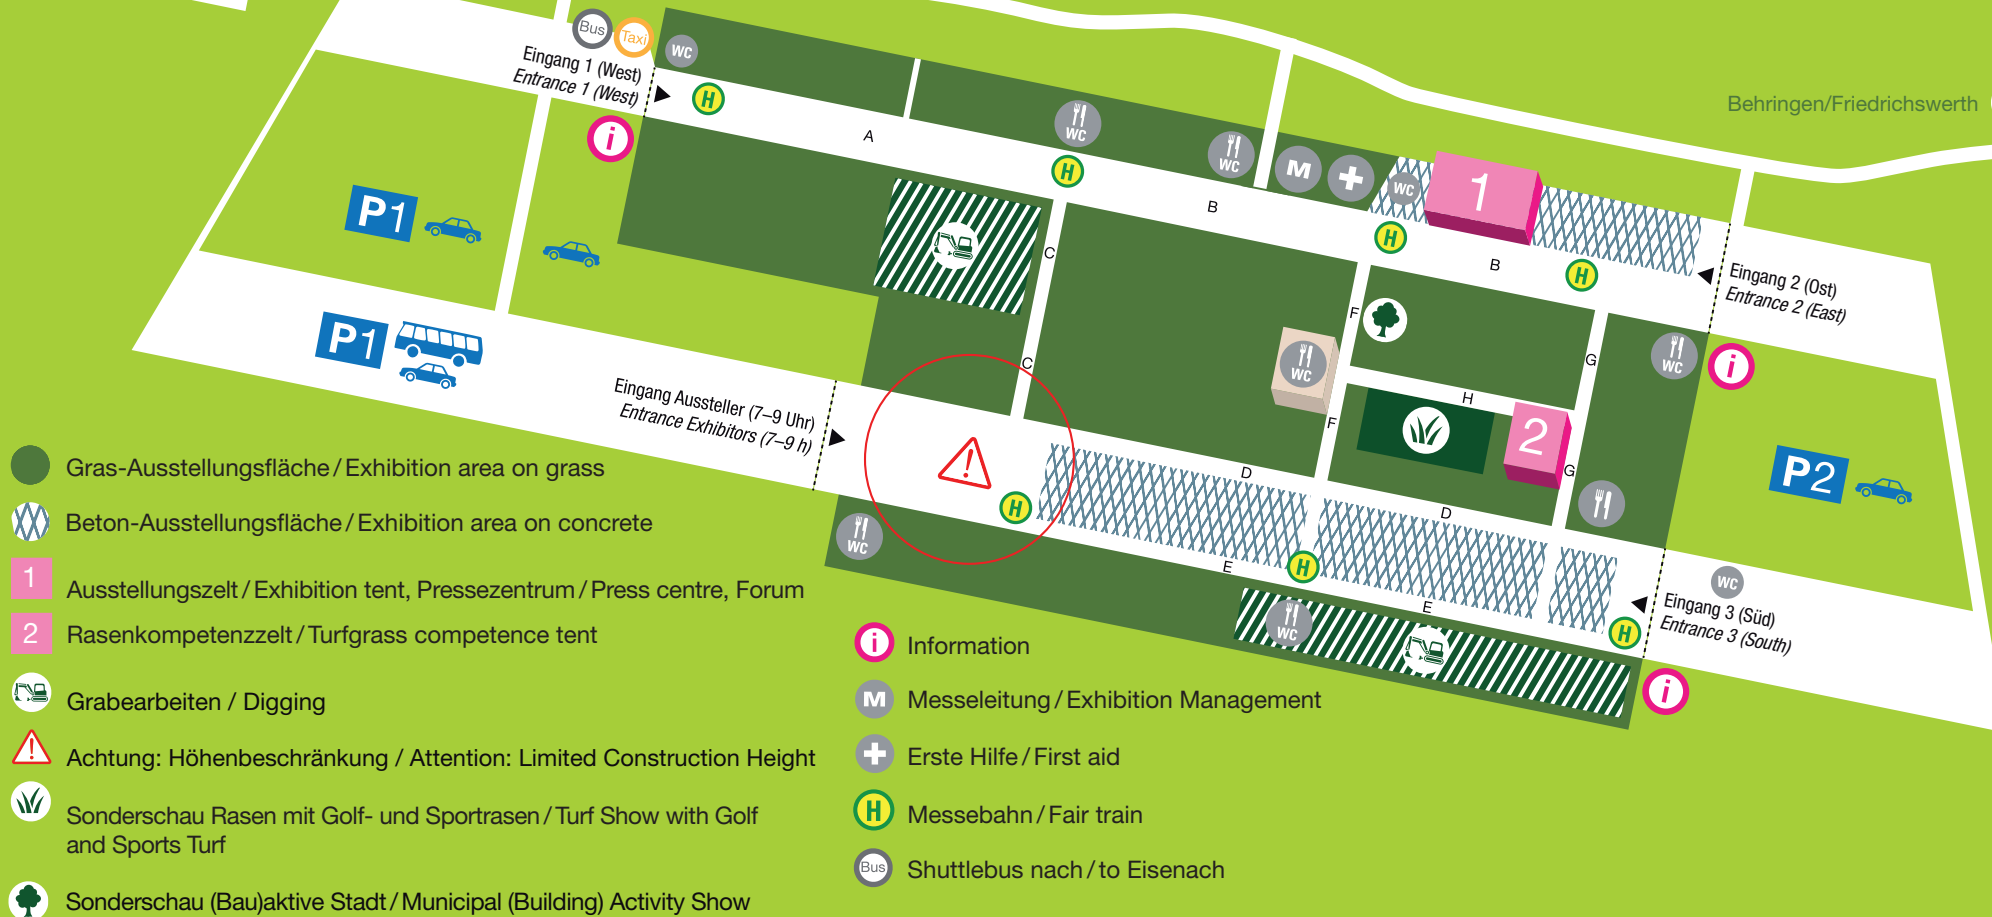 Bus
Taxi
Eingang 1 (West)
Entrance 1 (West)
WC
H
i
A
WC
H
WC
M
B
WC
1
H
B
H
Behringen/Friedrichswerth
Eingang 2 (Ost)
Entrance 2 (East)
P1
C
F
WC
G
WC
i
P1
C
H
Eingang Aussteller (7–9 Uhr)
Entrance Exhibitors (7–9 h)
F
2
G
D
P2
D
H
WC
E
H
E
WC
WC
Eingang 3 (Süd)
Entrance 3 (South)
H
i
Gras-Ausstellungsfläche / Exhibition area on grass
Beton-Ausstellungsfläche / Exhibition area on concrete
1 Ausstellungszelt / Exhibition tent, Pressezentrum / Press centre, Forum
2 Rasenkompetenzzelt / Turfgrass competence tent
Grabearbeiten / Digging
! Achtung: Höhenbeschränkung / Attention: Limited Construction Height
Sonderschau Rasen mit Golf- und Sportrasen / Turf Show with Golf
and Sports Turf
Sonderschau (Bau)aktive Stadt / Municipal (Building) Activity Show
i Information
M Messeleitung / Exhibition Management
Erste Hilfe / First aid
H Messebahn / Fair train
Bus Shuttlebus nach / to Eisenach